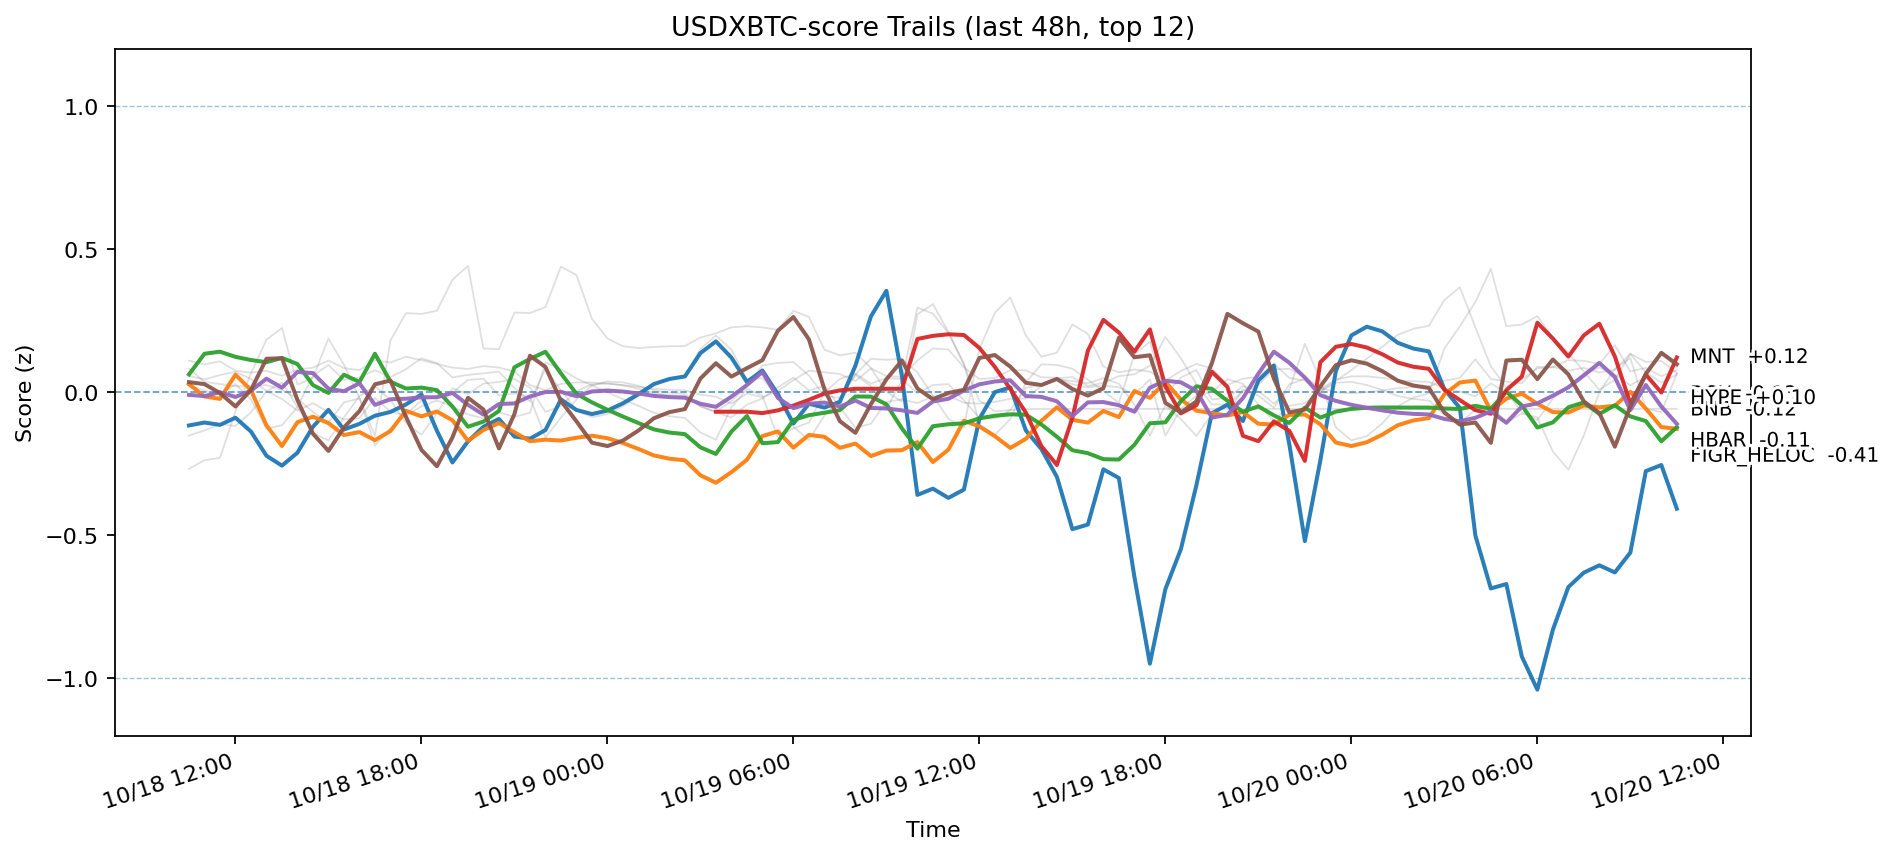 USDXBTC-score Trails (last 48h, top 12)
Score (z)
1.0
0.5
0.0
−0.5
−1.0
MNT +0.12
HYPE +0.10
BNB -0.12
HBAR -0.11
FIGR_HELOC -0.41
10/18 12:00
10/18 18:00
10/19 00:00
10/19 06:00
10/19 12:00
10/19 18:00
10/20 00:00
10/20 06:00
10/20 12:00
Time